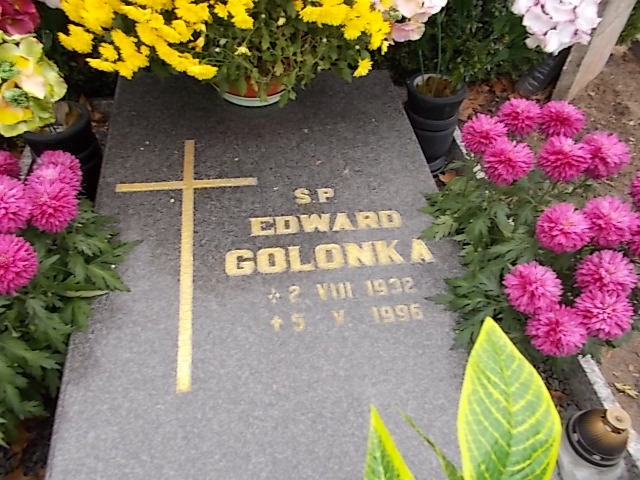 S.P
EDWARD
GOLONKA
* 2 VIII 1932
+ 5 V 1996